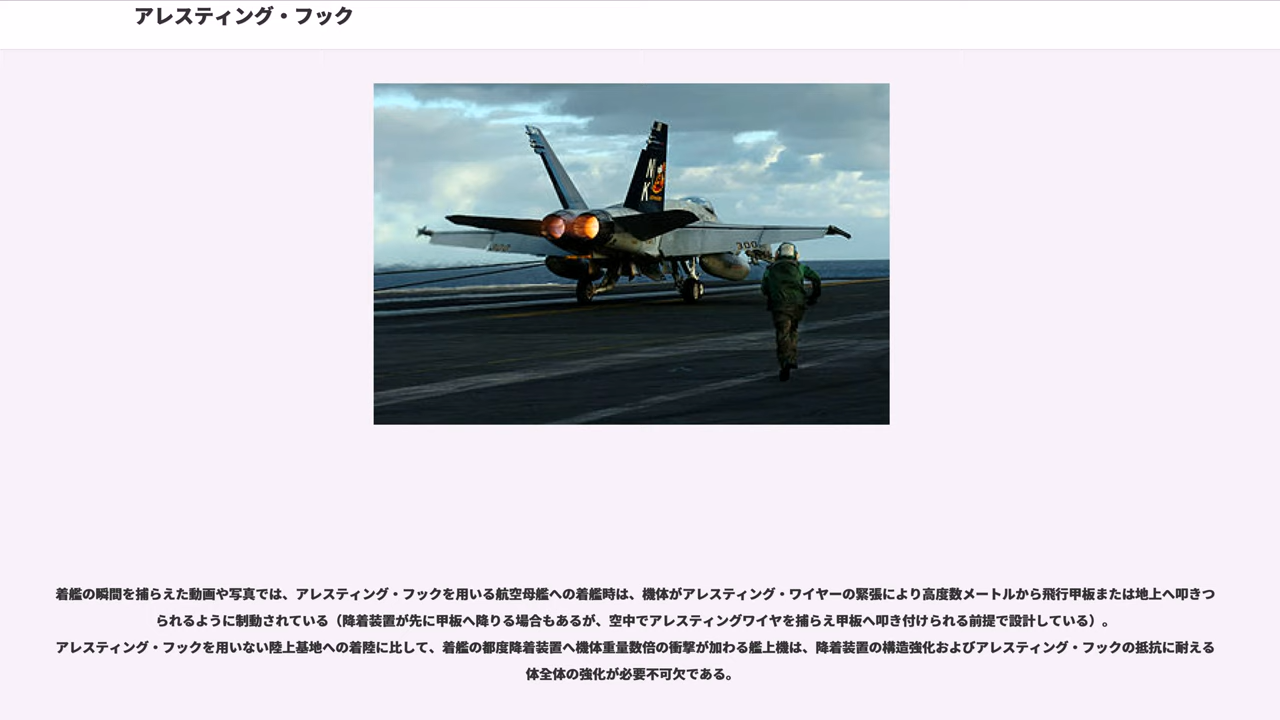 アレスティング・フック
N
K
300
着艦の瞬間を捕らえた動画や写真では、アレスティング・フックを用いる航空母艦への着艦時は、機体がアレスティング・ワイヤーの緊張により高度数メートルから飛行甲板または地上へ叩きつ
られるように制動されている（降着装置が先に甲板へ降りる場合もあるが、空中でアレスティングワイヤを捕らえ甲板へ叩き付けられる前提で設計している）。
アレスティング・フックを用いない陸上基地への着陸に比して、着艦の都度降着装置へ機体重量数倍の衝撃が加わる艦上機は、降着装置の構造強化およびアレスティング・フックの抵抗に耐える
体全体の強化が必要不可欠である。